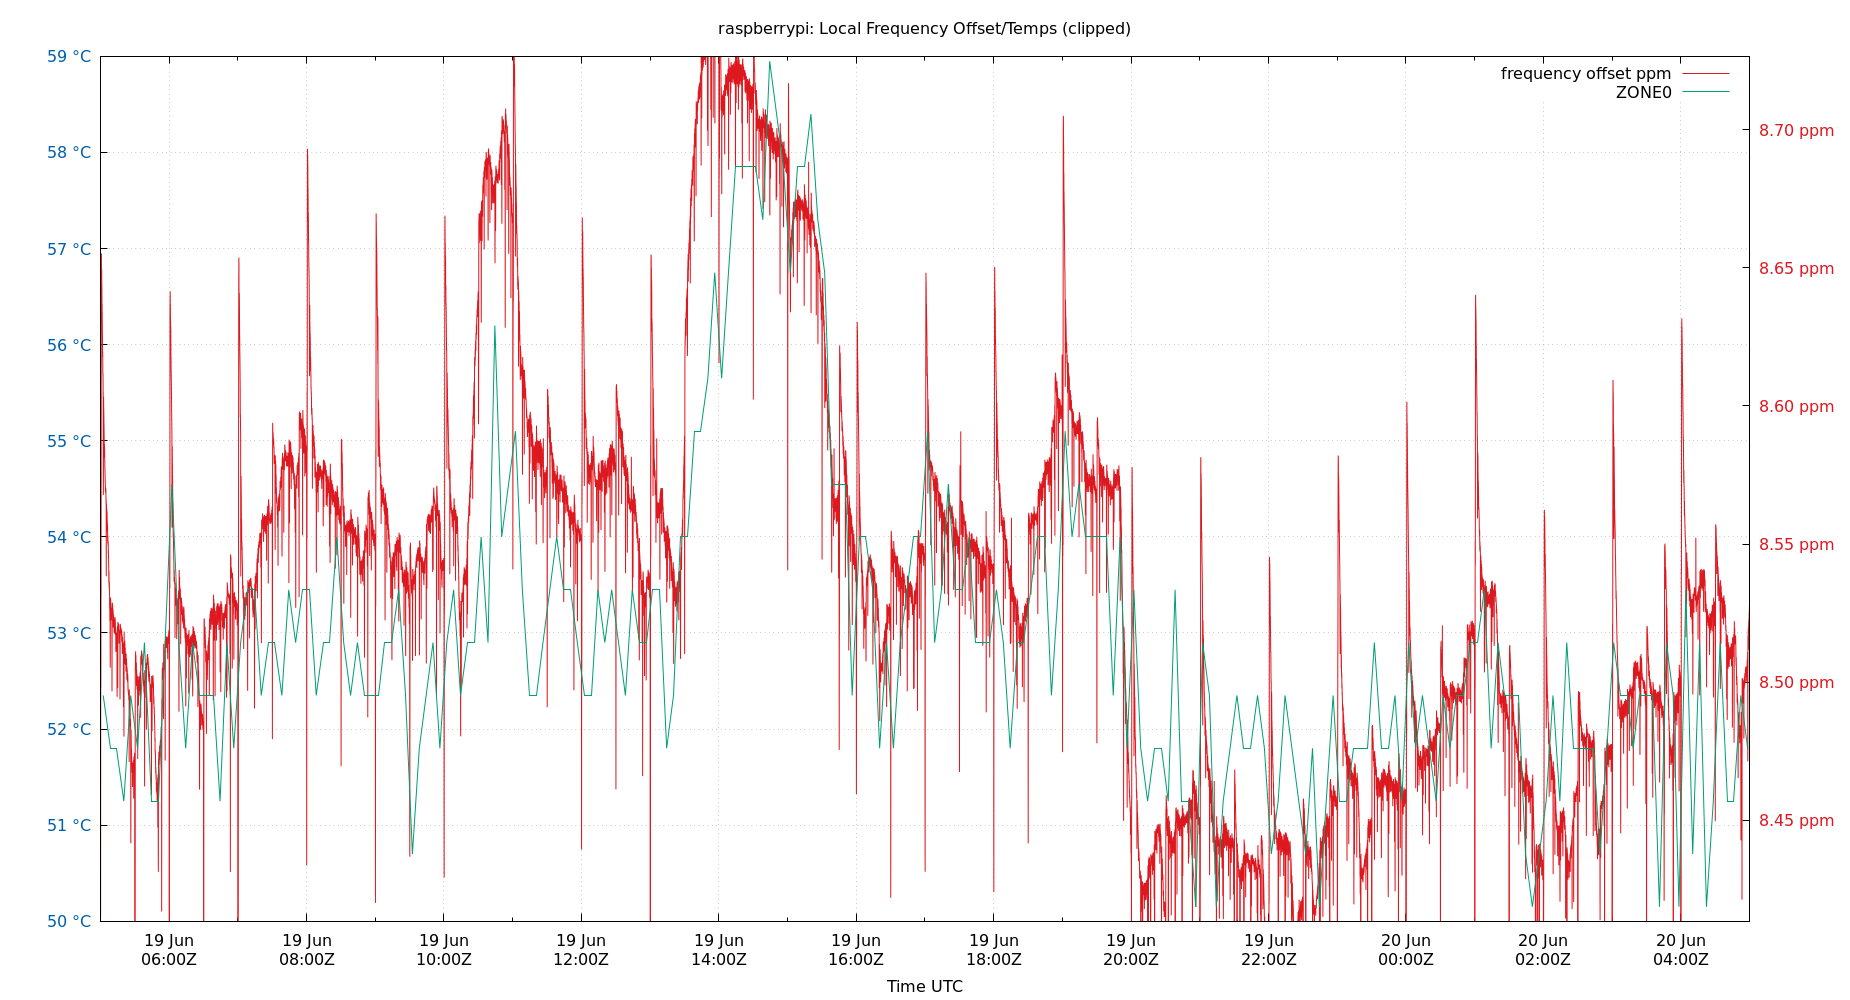 raspberrypi: Local Frequency Offset/Temps (clipped)
59 °C
58 °C
57 °C
56 °C
55 °C
54 °C
53 °C
52 °C
51 °C
50 °C
frequency offset ppm
ZONE0
8.70 ppm
8.65 ppm
8.60 ppm
8.55 ppm
8.50 ppm
8.45 ppm
19 Jun 19 Jun 19 Jun 19 Jun 19 Jun 19 Jun 19 Jun 19 Jun 19 Jun 20 Jun 20 Jun 20 Jun
06:00Z 08:00Z 10:00Z 12:00Z 14:00Z 16:00Z 18:00Z 20:00Z 22:00Z 00:00Z 02:00Z 04:00Z
Time UTC